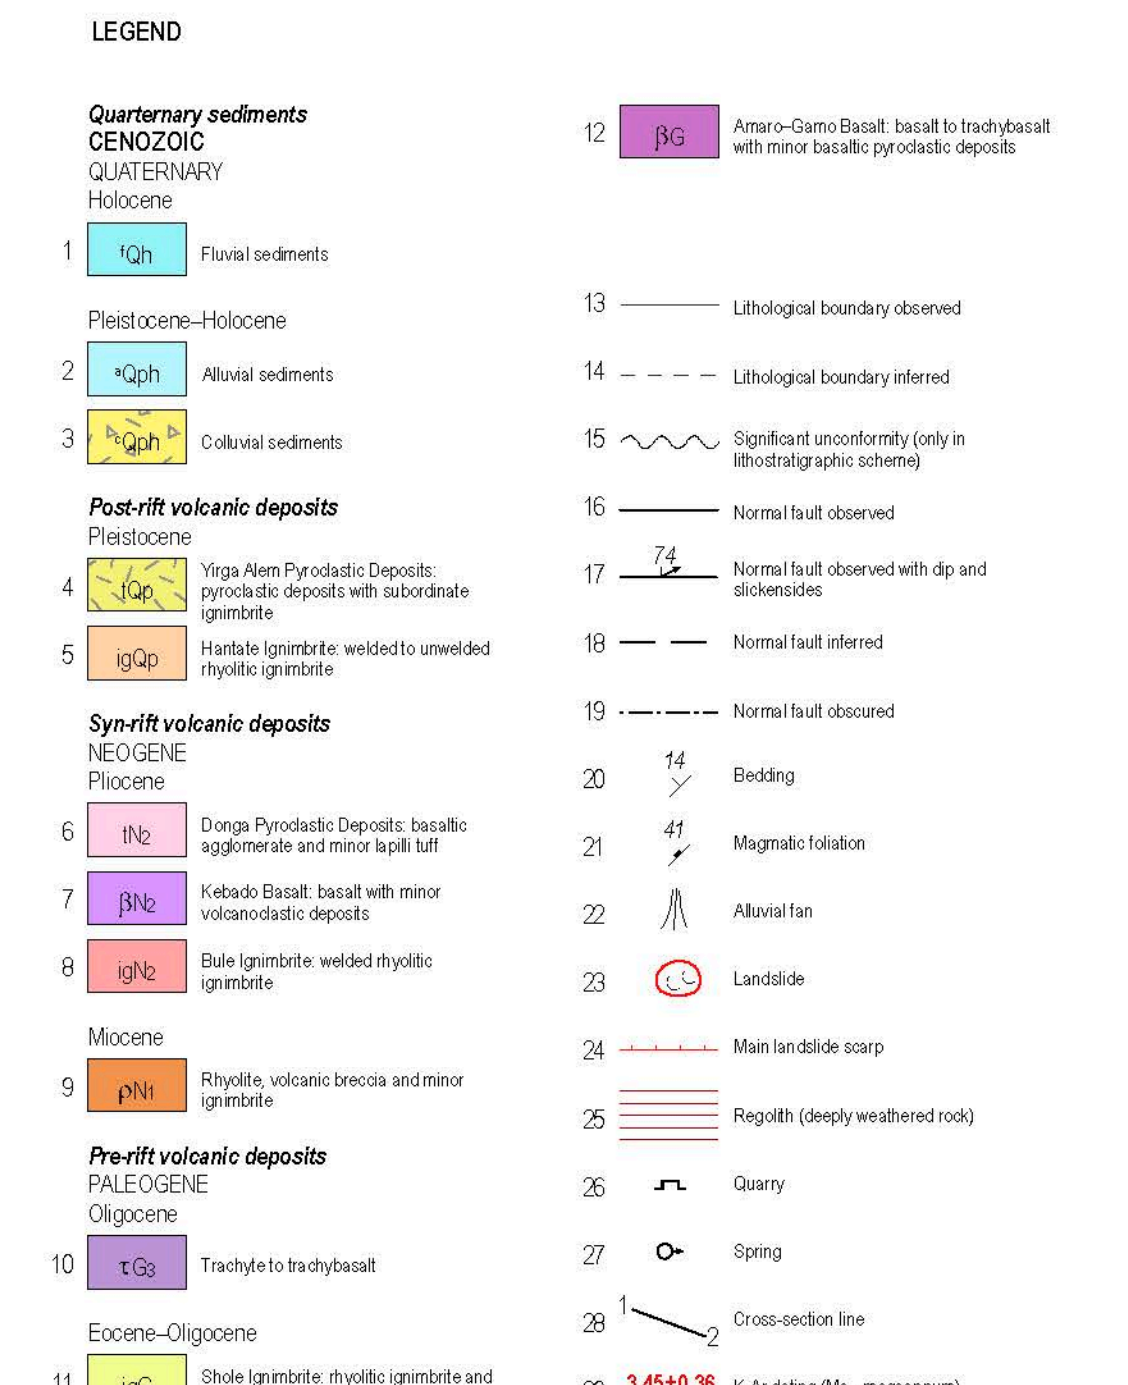 LEGEND
Quarternary sediments
CENOZOIC
QUATERNARY
Holocene
1 fQh Fluvial sediments
Pleistocene–Holocene
2 aQph Alluvial sediments
3 cQph Colluvial sediments
Post-rift volcanic deposits
Pleistocene
4 tQp Yirga Alem Pyroclastic Deposits:
pyroclastic deposits with subordinate
ignimbrite
5 igQp Hantate Ignimbrite: welded to unwelded
rhyolitic ignimbrite
Syn-rift volcanic deposits
NEOGENE
Pliocene
6 tN2 Donga Pyroclastic Deposits: basaltic
agglomerate and minor lapilli tuff
7 βN2 Kebado Basalt: basalt with minor
volcanoclastic deposits
8 igN2 Bule Ignimbrite: welded rhyolitic
ignimbrite
Miocene
9 ρN1 Rhyolite, volcanic breccia and minor
ignimbrite
Pre-rift volcanic deposits
PALEOGENE
Oligocene
10 τG3 Trachyte to trachybasalt
Eocene–Oligocene
11 Shole Ignimbrite: rhyolitic ignimbrite and
12 βG Amaro–Gamo Basalt: basalt to trachybasalt
with minor basaltic pyroclastic deposits
13 Lithological boundary observed
14 Lithological boundary inferred
15 Significant unconformity (only in
lithostratigraphic scheme)
16 Normal fault observed
17 74 Normal fault observed with dip and
slickensides
18 Normal fault inferred
19 Normal fault obscured
20 14 Bedding
21 41 Magmatic foliation
22 Alluvial fan
23 Landslide
24 Main landslide scarp
25 Regolith (deeply weathered rock)
26 Quarry
27 Spring
28 1 2 Cross-section line
3.45±0.36